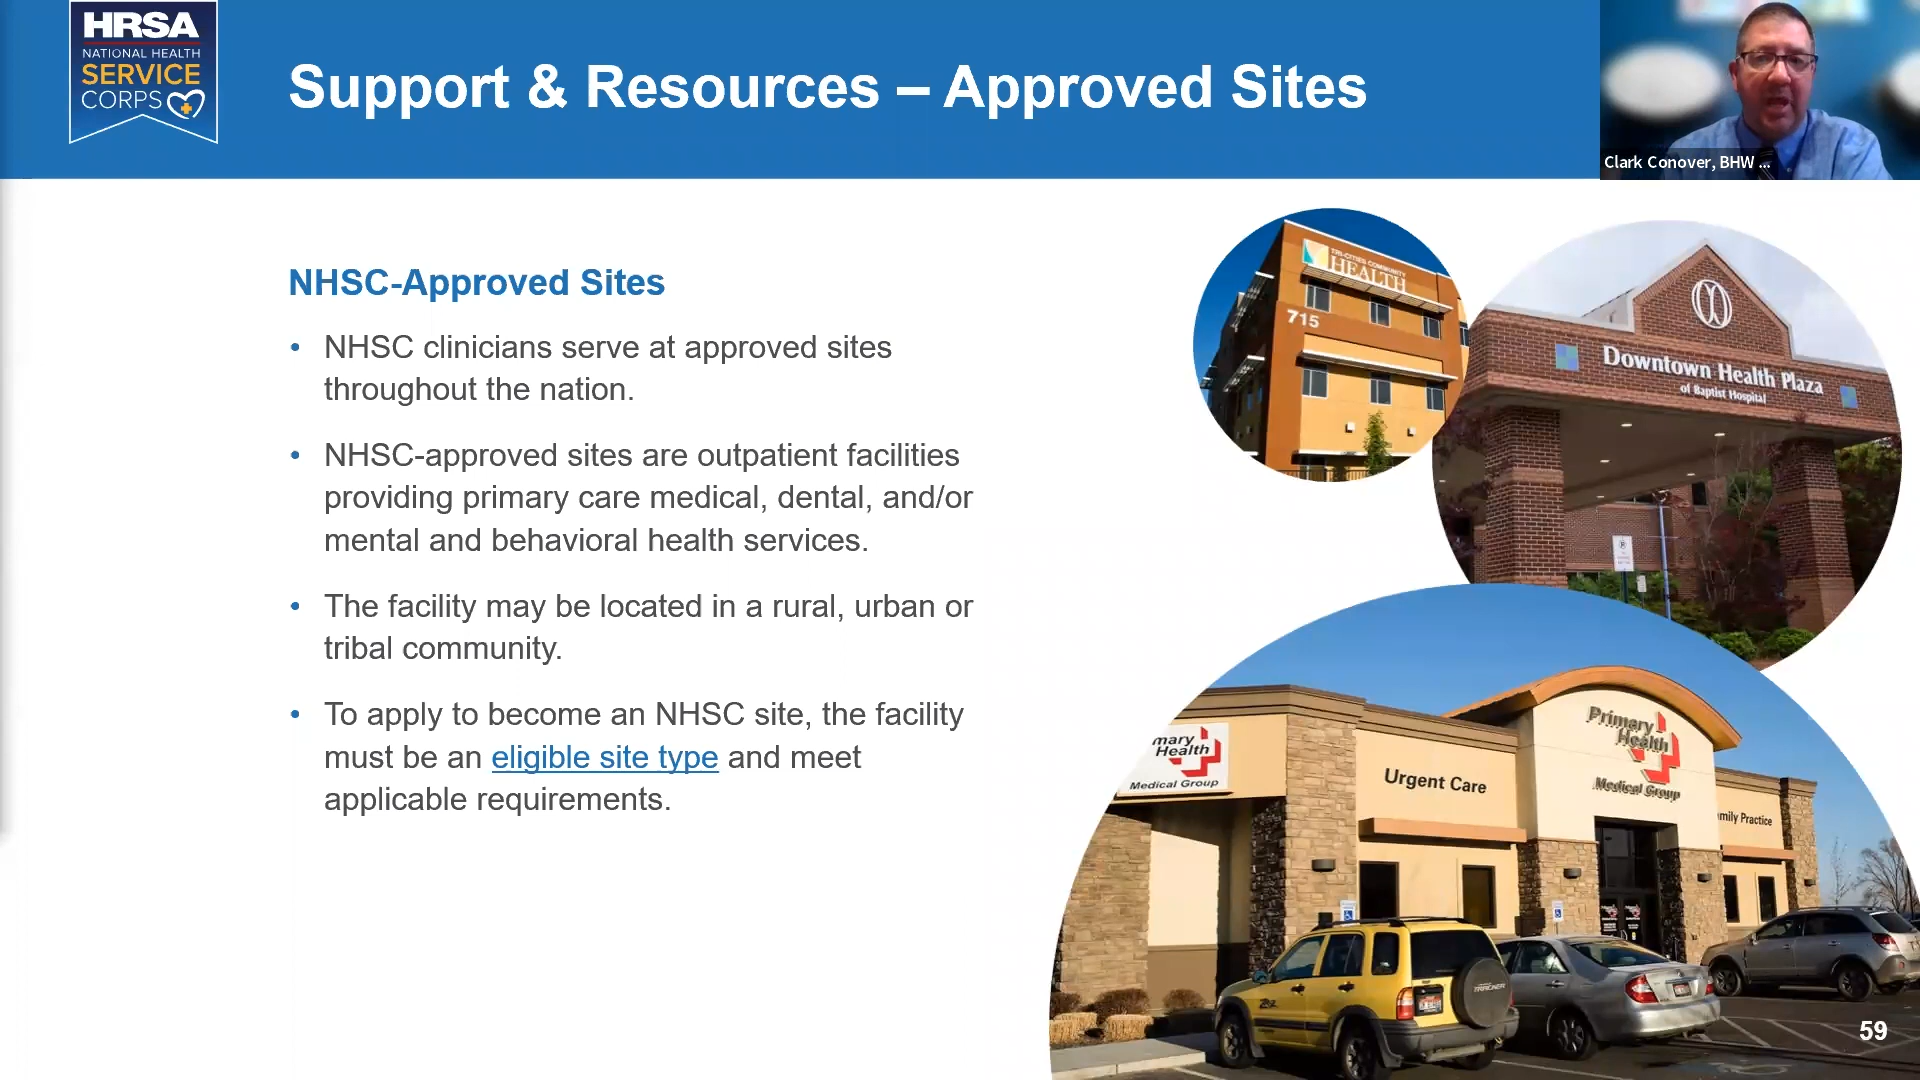 HRSA
NATIONAL HEALTH
SERVICE
CORPS
Support & Resources – Approved Sites
Clark Conover, BHW ...
NHSC-Approved Sites
• NHSC clinicians serve at approved sites
throughout the nation.
• NHSC-approved sites are outpatient facilities
providing primary care medical, dental, and/or
mental and behavioral health services.
• The facility may be located in a rural, urban or
tribal community.
• To apply to become an NHSC site, the facility
must be an eligible site type and meet
applicable requirements.
TRI-CITIES COMMUNITY
HEALTH
715
Downtown Health Plaza
of Baptist Hospital
mary
Health
Medical Group
Urgent Care
Primary
Health
Medical Group
mily Practice
TRACKER
59